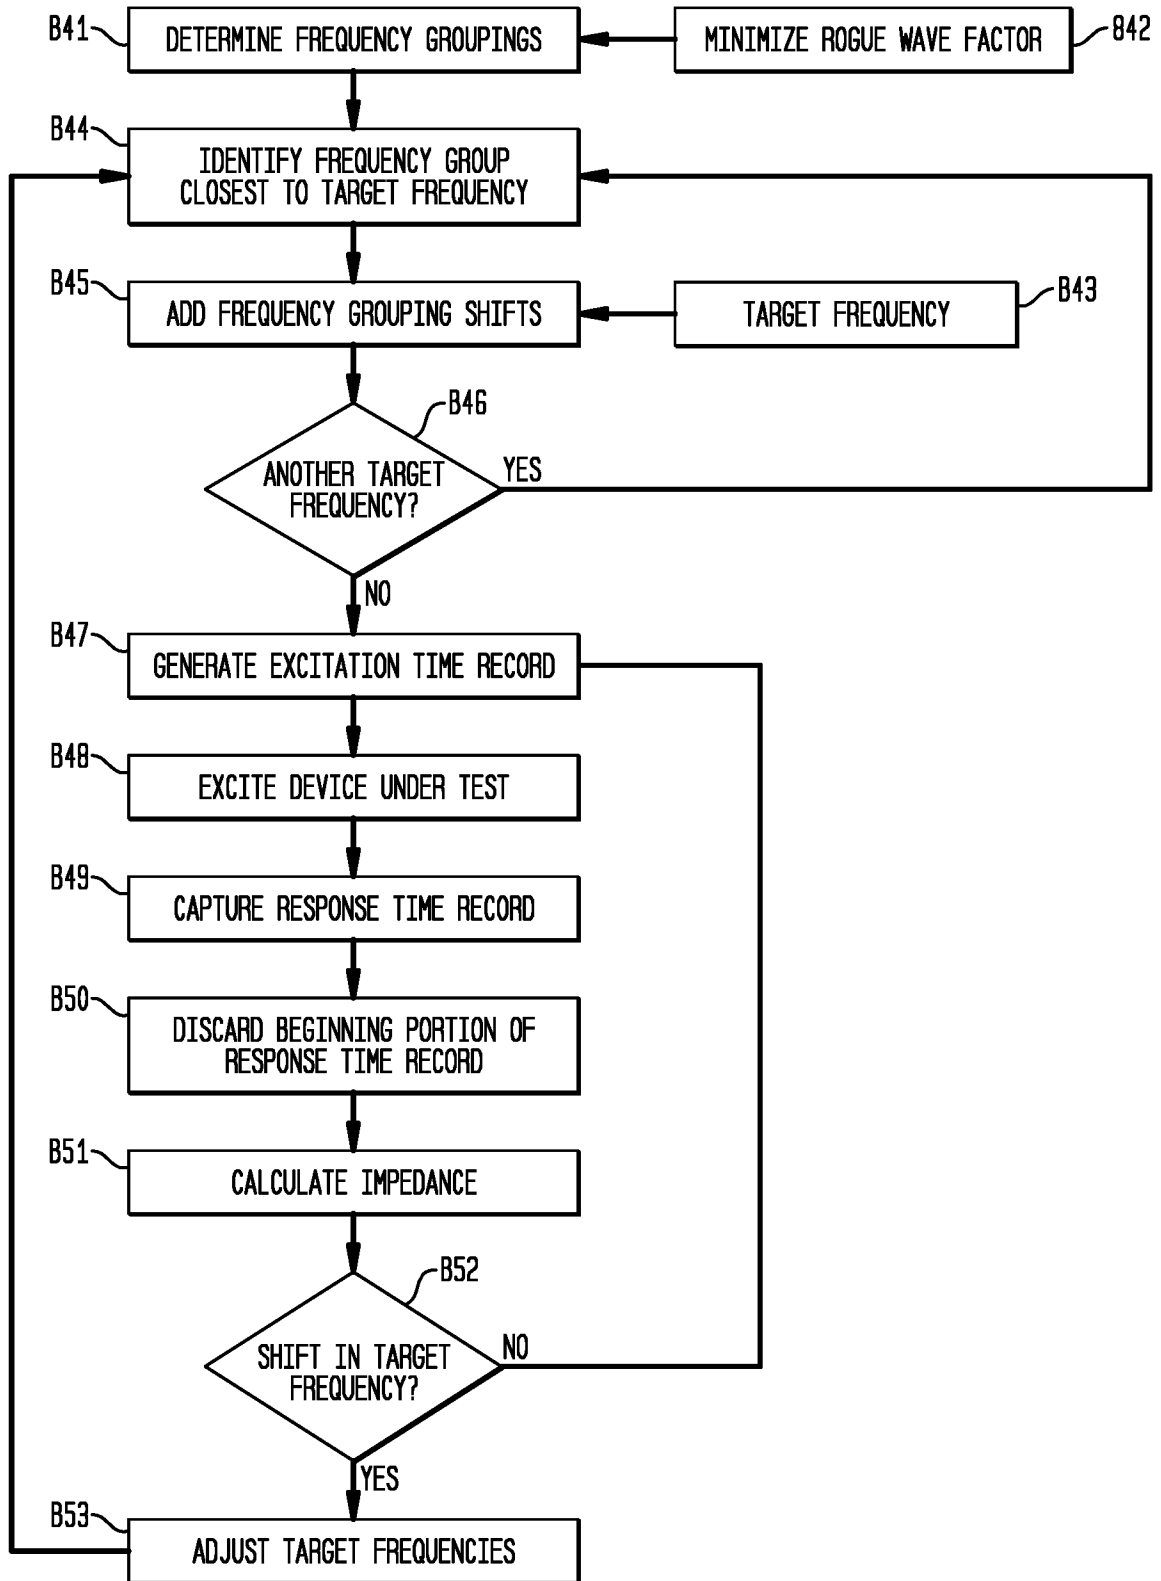 B41
DETERMINE FREQUENCY GROUPINGS
MINIMIZE ROGUE WAVE FACTOR
842
B44
IDENTIFY FREQUENCY GROUP
CLOSEST TO TARGET FREQUENCY
B45
ADD FREQUENCY GROUPING SHIFTS
TARGET FREQUENCY
B43
B46
ANOTHER TARGET
FREQUENCY?
YES
NO
B47
GENERATE EXCITATION TIME RECORD
B48
EXCITE DEVICE UNDER TEST
B49
CAPTURE RESPONSE TIME RECORD
B50
DISCARD BEGINNING PORTION OF
RESPONSE TIME RECORD
B51
CALCULATE IMPEDANCE
B52
SHIFT IN TARGET
FREQUENCY?
NO
YES
B53
ADJUST TARGET FREQUENCIES